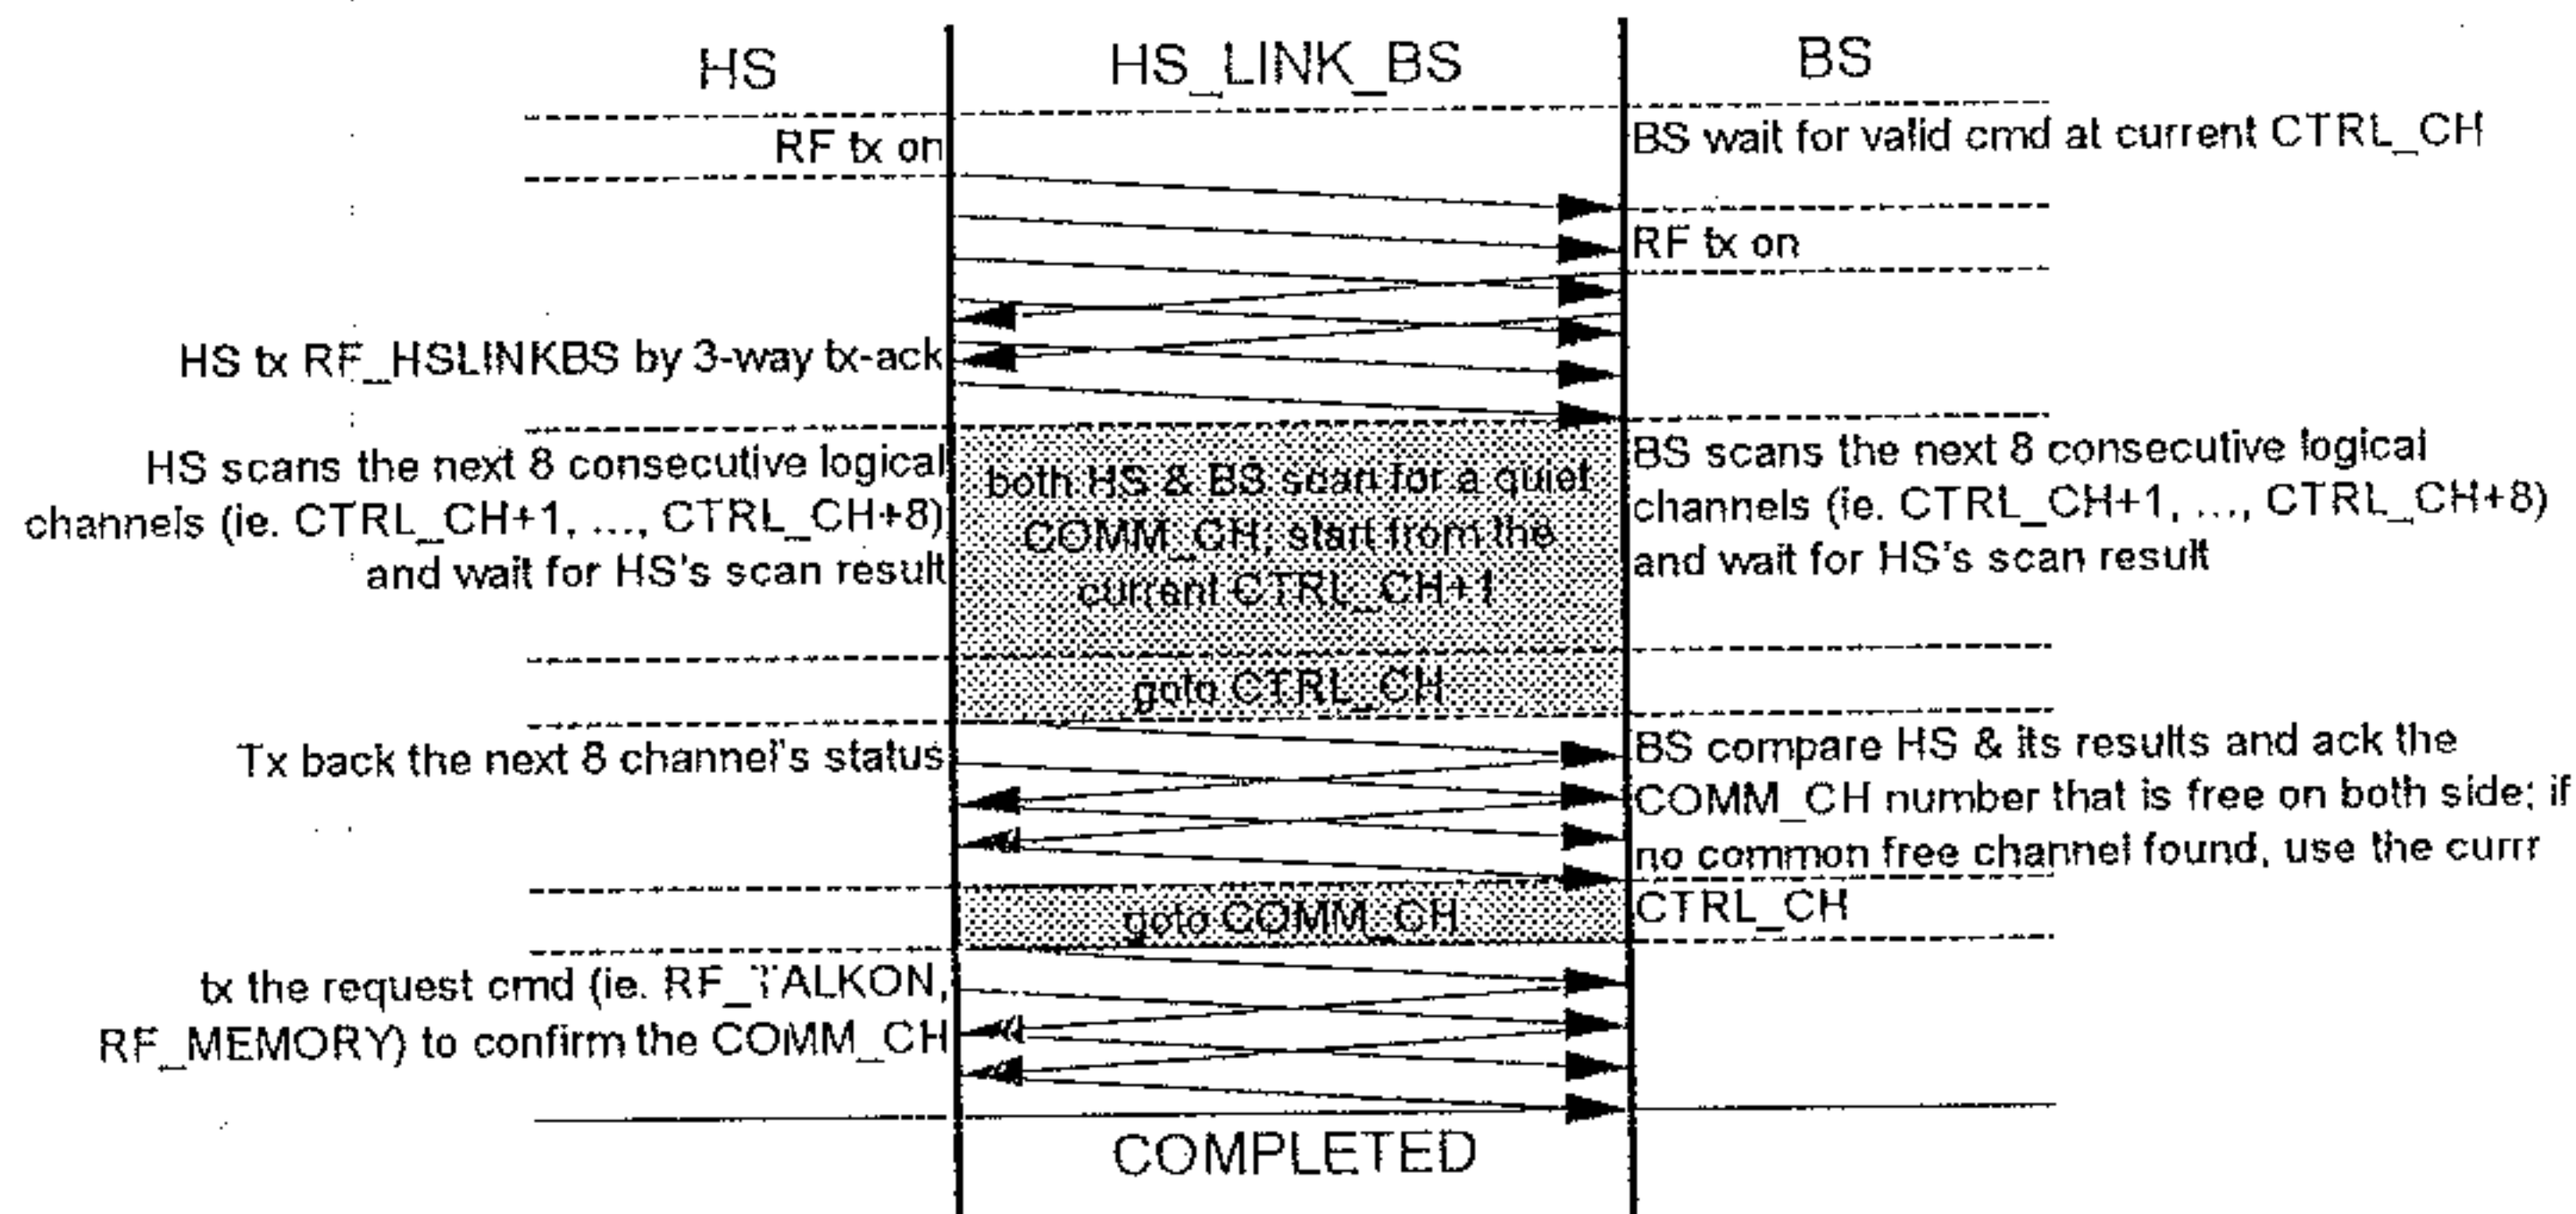 HS
HS_LINK_BS
BS
RF tx on
BS wait for valid cmd at current CTRL_CH
RF tx on
HS tx RF_HSLINKBS by 3-way tx-ack
HS scans the next 8 consecutive logical
channels (ie. CTRL_CH+1, ..., CTRL_CH+8)
and wait for HS's scan result
both HS & BS scan for a quiet
COMM_CH; start from the
current CTRL_CH+1
BS scans the next 8 consecutive logical
channels (ie. CTRL_CH+1, ..., CTRL_CH+8)
and wait for HS's scan result
goto CTRL_CH
Tx back the next 8 channel's status
BS compare HS & its results and ack the
COMM_CH number that is free on both side; if
no common free channel found, use the currr
CTRL_CH
goto COMM_CH
tx the request cmd (ie. RF_TALKON,
RF_MEMORY) to confirm the COMM_CH
COMPLETED